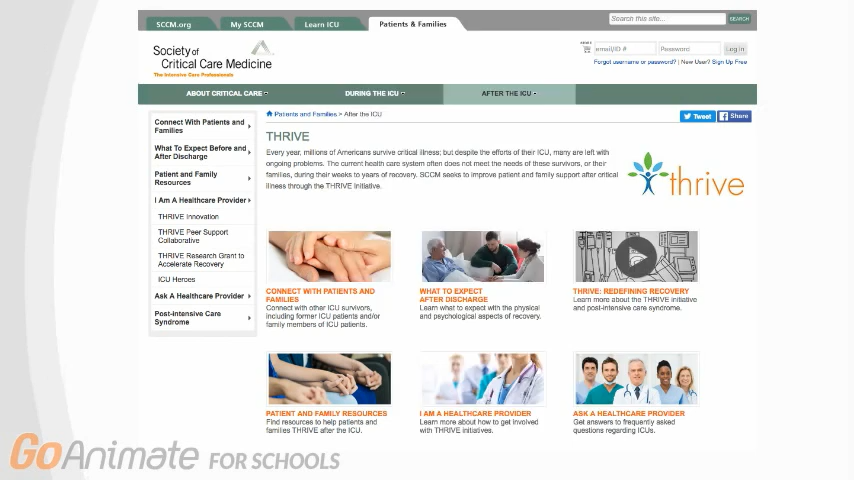 SCCM.org
My SCCM
Learn ICU
Patients & Families
Search this site...
SEARCH
Society of
Critical Care Medicine
The Intensive Care Professionals
email/ID #
Password
Log in
Forgot username or password? | New User? Sign Up Free
ABOUT CRITICAL CARE
DURING THE ICU
AFTER THE ICU
Connect With Patients and
Families
What To Expect Before and
After Discharge
Patient and Family
Resources
I Am A Healthcare Provider
THRIVE Innovation
THRIVE Peer Support
Collaborative
THRIVE Research Grant to
Accelerate Recovery
ICU Heroes
Ask A Healthcare Provider
Post-intensive Care
Syndrome
Patients and Families > After the ICU
Tweet
Share
THRIVE
Every year, millions of Americans survive critical illness; but despite the efforts of their ICU, many are left with
ongoing problems. The current health care system often does not meet the needs of these survivors, or their
families, during their weeks to years of recovery. SCCM seeks to improve patient and family support after critical
illness through the THRIVE Initiative.
thrive
CONNECT WITH PATIENTS AND
FAMILIES
Connect with other ICU survivors,
including former ICU patients and/or
family members of ICU patients.
WHAT TO EXPECT
AFTER DISCHARGE
Learn what to expect with the physical
and psychological aspects of recovery.
THRIVE: REDEFINING RECOVERY
Learn more about the THRIVE initiative
and post-intensive care syndrome.
PATIENT AND FAMILY RESOURCES
Find resources to help patients and
families THRIVE after the ICU.
I AM A HEALTHCARE PROVIDER
Learn more about how to get involved
with THRIVE initiatives.
ASK A HEALTHCARE PROVIDER
Get answers to frequently asked
questions regarding ICUs.
GoAnimate FOR SCHOOLS